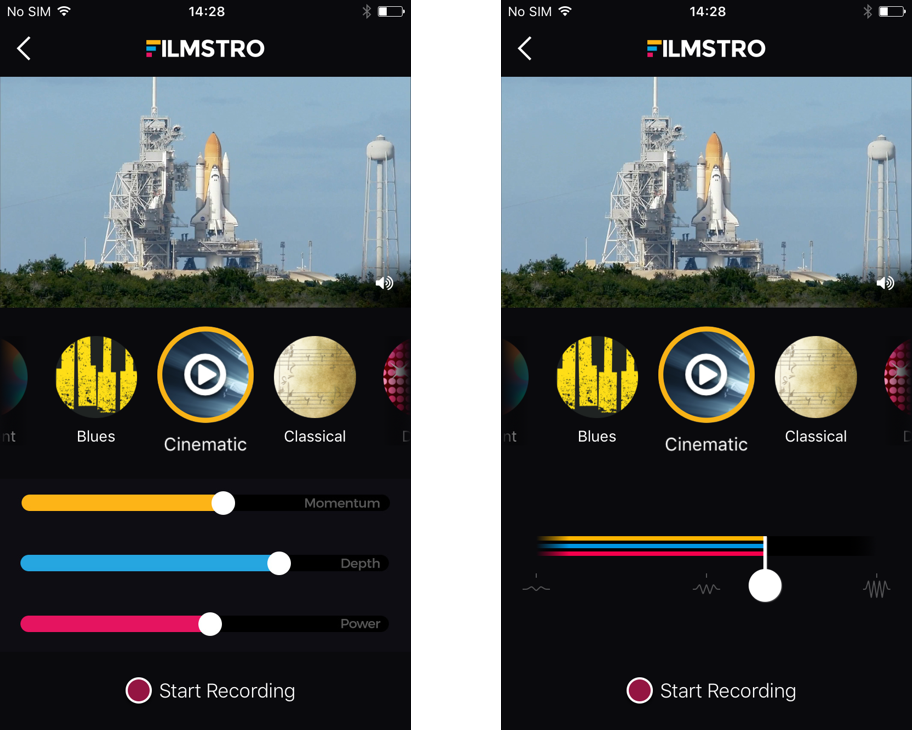 No SIM 14:28
FILMSTRO
nt Blues Cinematic Classical D
Momentum
Depth
Power
Start Recording
No SIM 14:28
FILMSTRO
nt Blues Cinematic Classical D
Start Recording